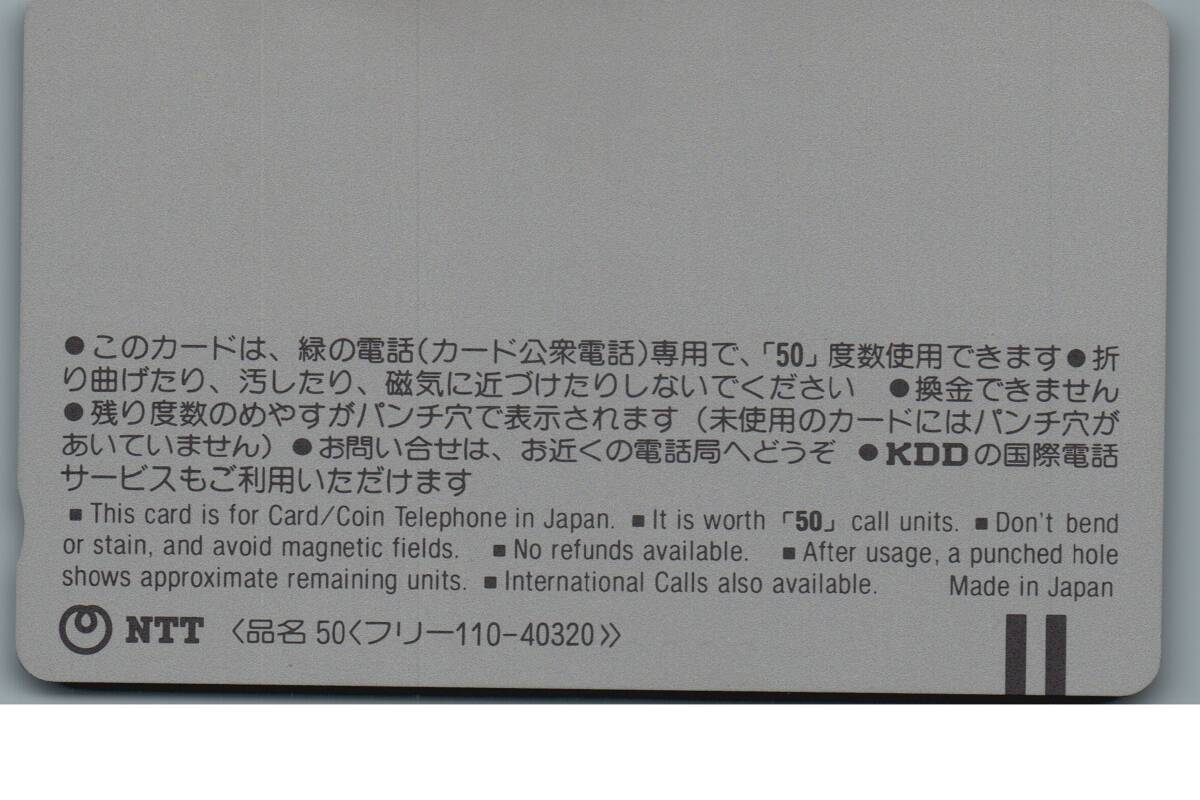 ●このカードは、緑の電話(カード公衆電話)専用で、「50」度数使用できます●折
り曲げたり、汚したり、磁気に近づけたりしないでください ●換金できません
●残り度数のめやすがパンチ穴で表示されます(未使用のカードにはパンチ穴が
あいていません) ●お問い合せは、お近くの電話局へどうぞ ●KDDの国際電話
サービスもご利用いただけます
■This card is for Card/Coin Telephone in Japan. ■It is worth 「50」 call units. ■Don't bend
or stain, and avoid magnetic fields. ■No refunds available. ■After usage, a punched hole
shows approximate remaining units. ■International Calls also available. Made in Japan
NTT 〈品名 50〈フリー110-40320》